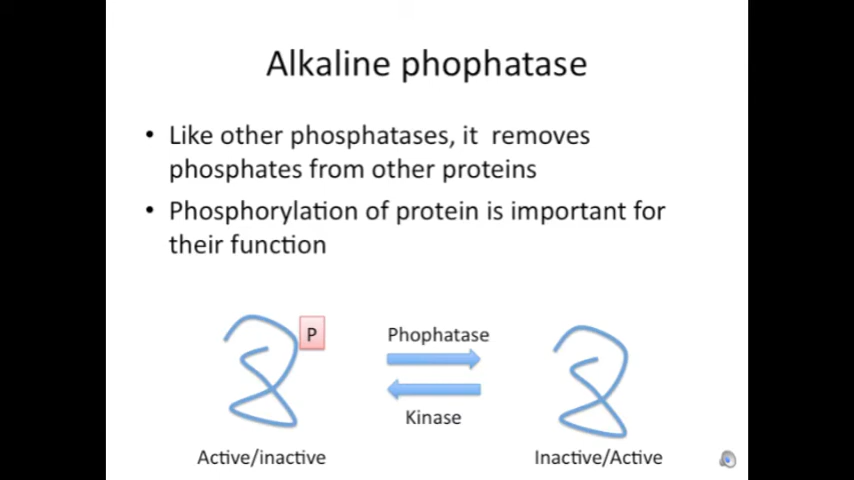 Alkaline phophatase
• Like other phosphatases, it removes
phosphates from other proteins
• Phosphorylation of protein is important for
their function
P
Phophatase
Kinase
Active/inactive
Inactive/Active